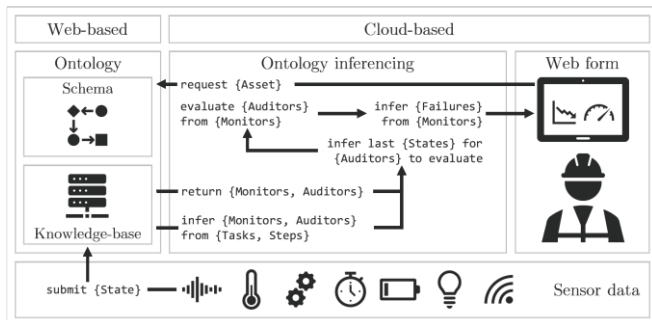 Web-based
Cloud-based
Ontology
Ontology inferencing
Web form
Schema
request {Asset}
evaluate {Auditors}
from {Monitors}
infer {Failures}
from {Monitors}
infer last {States} for
{Auditors} to evaluate
return {Monitors, Auditors}
infer {Monitors, Auditors}
from {Tasks, Steps}
Knowledge-base
submit {State}
Sensor data